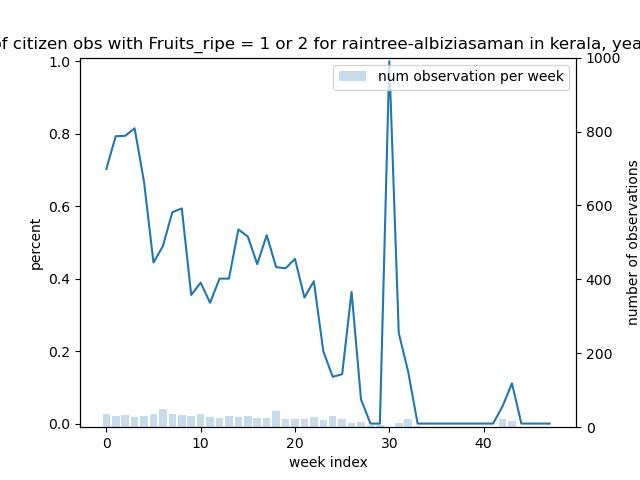 of citizen obs with Fruits_ripe = 1 or 2 for raintree-albiziasaman in kerala,
num observation per week
percent
1.0
0.8
0.6
0.4
0.2
0.0
1000
800
600
400
200
0
number of observations
0 10 20 30 40
week index